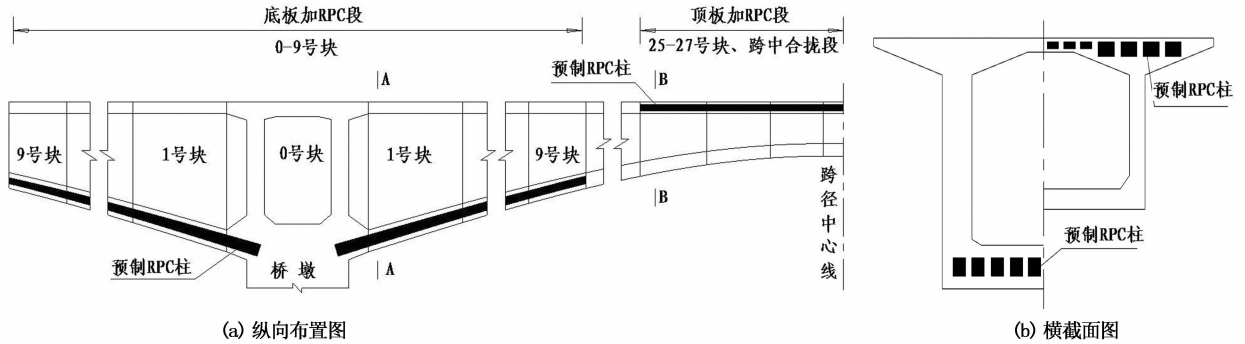 底板加RPC段
0-9号块
顶板加RPC段
25-27号块、跨中合拢段
A
预制RPC柱
B
9号块
1号块
0号块
1号块
9号块
预制RPC柱
桥墩
A
B
跨径中心线
预制RPC柱
预制RPC柱
(a) 纵向布置图
(b) 横截面图